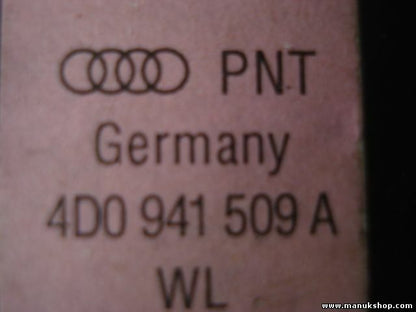 PNT
Germany
4D0 941 509 A
WL
www.manukshop.com